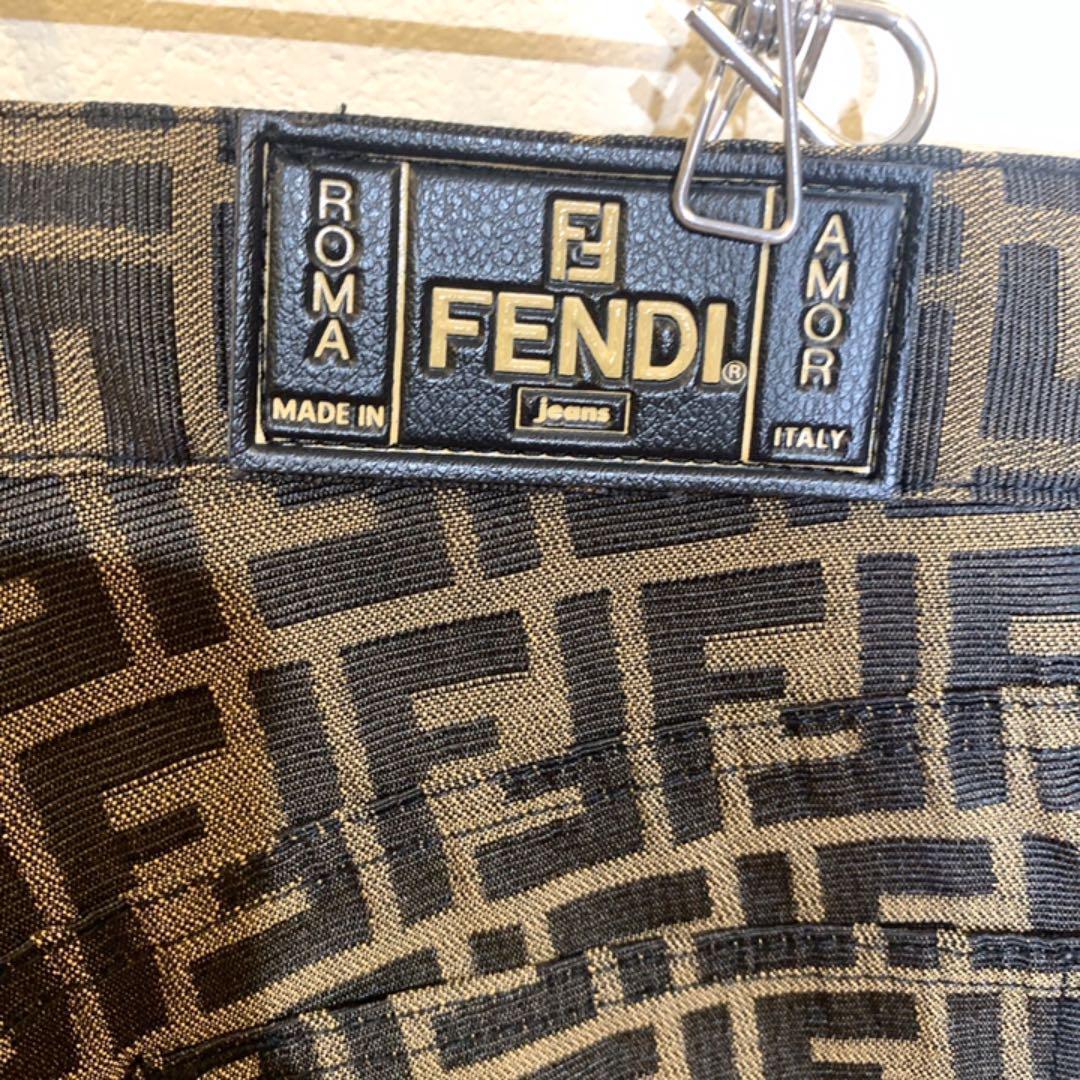 ROMA
MADE IN
FF
FENDI®
jeans
AMOR
ITALY